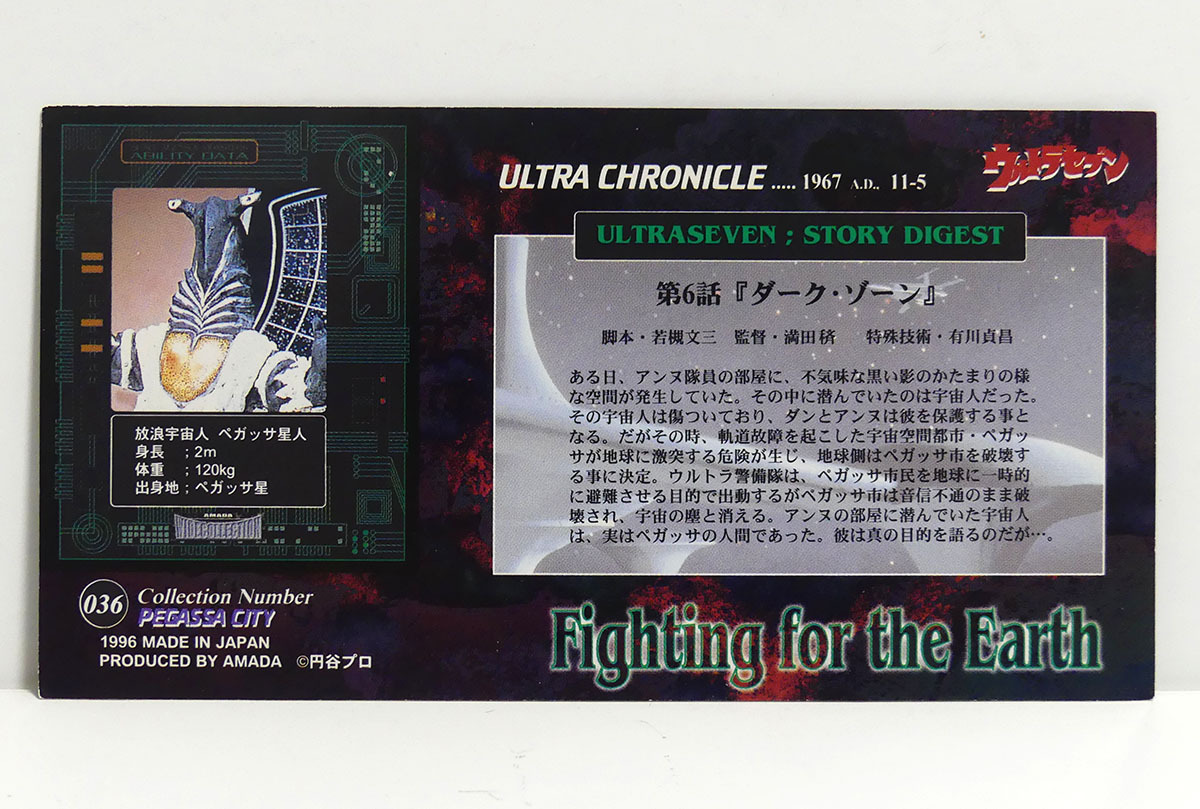 ABILITY DATA
放浪宇宙人 ペガッサ星人
身長 ；2m
体重 ；120kg
出身地；ペガッサ星
AMADA
WIDECOLLECTION
036 Collection Number
PEGASSA CITY
1996 MADE IN JAPAN
PRODUCED BY AMADA ©円谷プロ
ULTRA CHRONICLE ..... 1967 A.D.. 11-5
ウルトラセブン
ULTRASEVEN ; STORY DIGEST
第6話『ダーク・ゾーン』
脚本・若槻文三 監督・満田穧 特殊技術・有川貞昌
ある日、アンヌ隊員の部屋に、不気味な黒い影のかたまりの様
な空間が発生していた。その中に潜んでいたのは宇宙人だった。
その宇宙人は傷ついており、ダンとアンヌは彼を保護する事と
なる。だがその時、軌道故障を起こした宇宙空間都市・ペガッ
サが地球に激突する危険が生じ、地球側はペガッサ市を破壊す
る事に決定。ウルトラ警備隊は、ペガッサ市民を地球に一時的
に避難させる目的で出動するがペガッサ市は音信不通のまま破
壊され、宇宙の塵と消える。アンヌの部屋に潜んでいた宇宙人
は、実はペガッサの人間であった。彼は真の目的を語るのだが…。
Fighting for the Earth